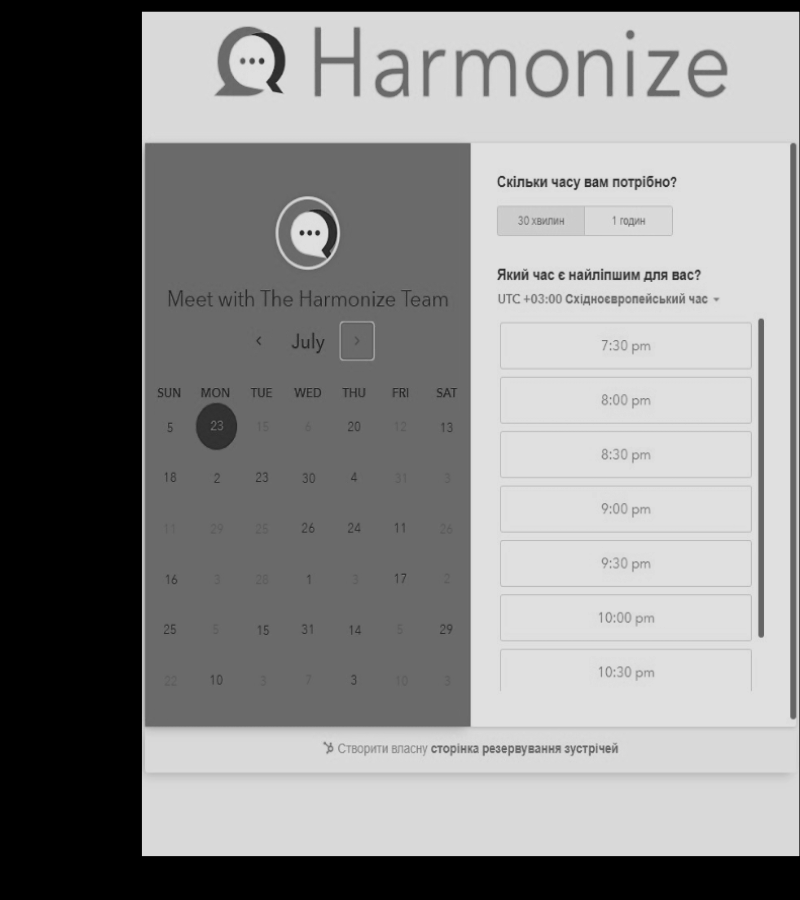 Harmonize
Meet with The Harmonize Team
July
SUN MON TUE WED THU FRI SAT
5 23 15 6 20 12 13
18 2 23 30 4 31 3
11 29 25 26 24 11 26
16 3 28 1 3 17 2
25 5 15 31 14 5 29
22 10 3 7 3 10 3
Скільки часу вам потрібно?
30 хвилин 1 годин
Який час є найліпшим для вас?
UTC +03:00 Східноєвропейський час
7:30 pm
8:00 pm
8:30 pm
9:00 pm
9:30 pm
10:00 pm
10:30 pm
Створити власну сторінка резервування зустрічей